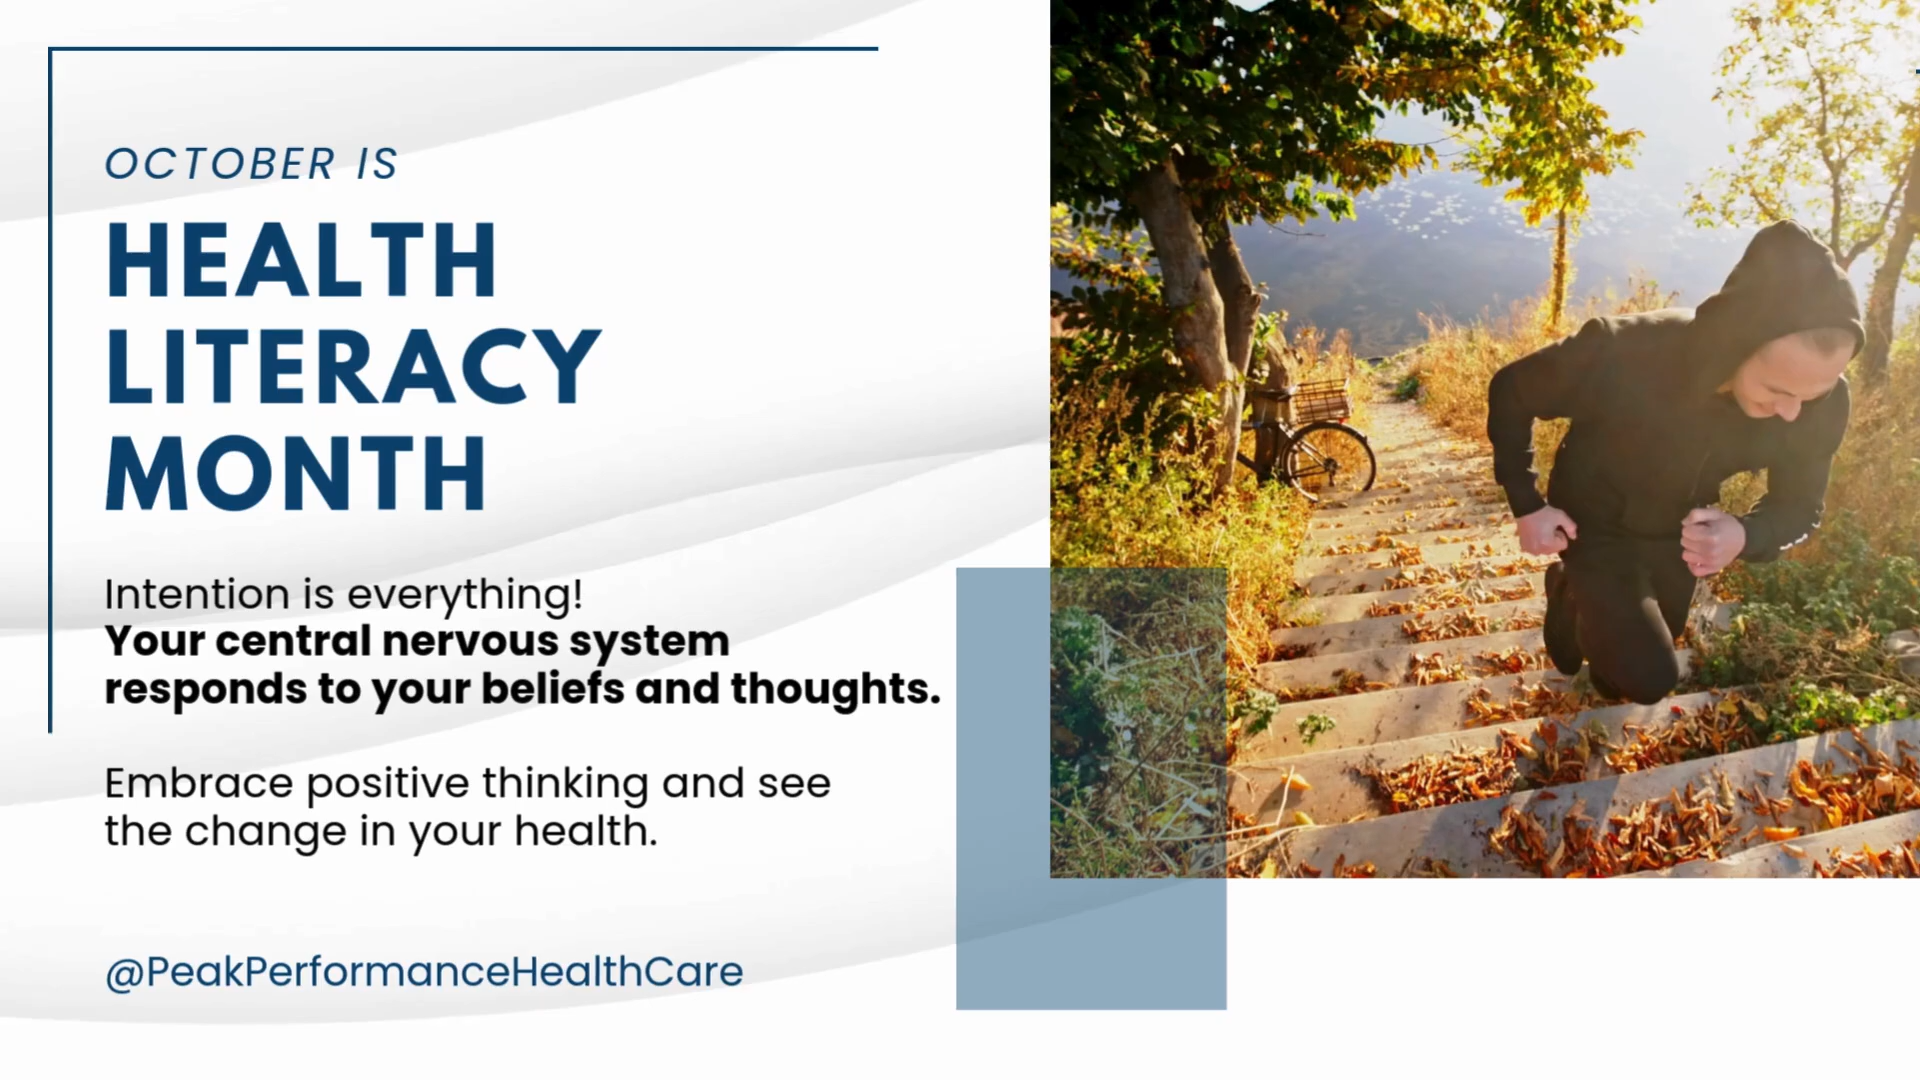 OCTOBER IS
HEALTH
LITERACY
MONTH
Intention is everything!
Your central nervous system
responds to your beliefs and thoughts.
Embrace positive thinking and see
the change in your health.
@PeakPerformanceHealthCare